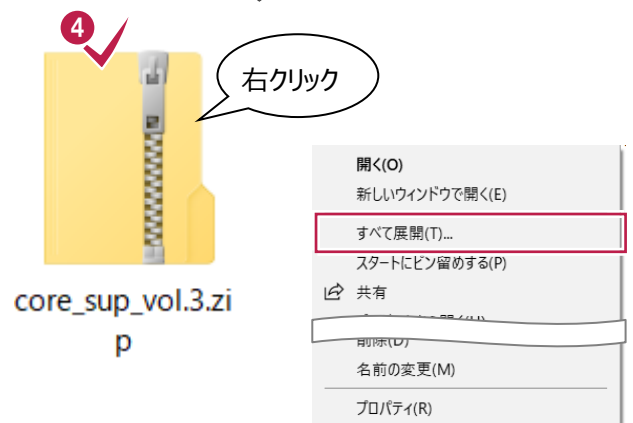 4
右クリック
core_sup_vol.3.zi
p
開く(O)
新しいウィンドウで開く(E)
すべて展開(T)...
スタートにピン留めする(P)
共有
削除(D)
名前の変更(M)
プロパティ(R)